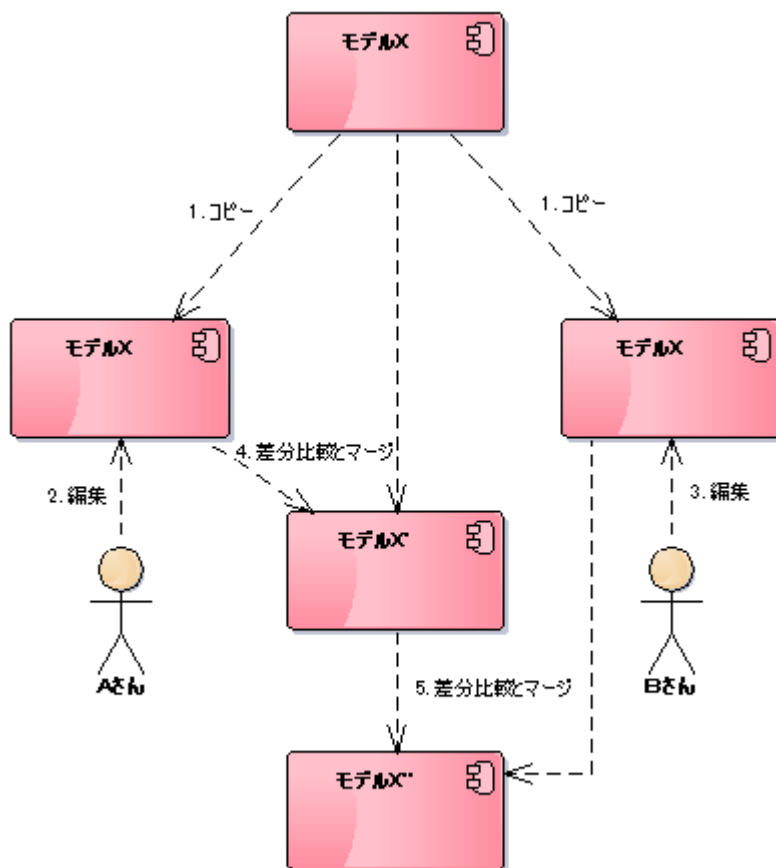 モデルX
1.コピー
1.コピー
モデルX
モデルX
4.差分比較とマージ
2.編集
3.編集
モデルX'
Aさん
Bさん
5.差分比較とマージ
モデルX''